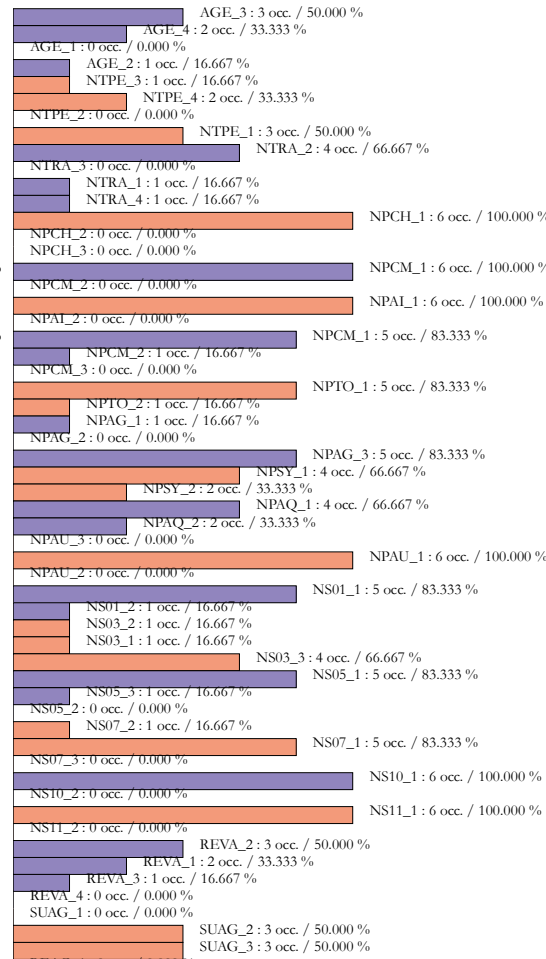 AGE_3 : 3 occ. / 50.000 %
AGE_4 : 2 occ. / 33.333 %
AGE_1 : 0 occ. / 0.000 %
AGE_2 : 1 occ. / 16.667 %
NTPE_3 : 1 occ. / 16.667 %
NTPE_4 : 2 occ. / 33.333 %
NTPE_2 : 0 occ. / 0.000 %
NTPE_1 : 3 occ. / 50.000 %
NTRA_2 : 4 occ. / 66.667 %
NTRA_3 : 0 occ. / 0.000 %
NTRA_1 : 1 occ. / 16.667 %
NTRA_4 : 1 occ. / 16.667 %
NPCH_1 : 6 occ. / 100.000 %
NPCH_2 : 0 occ. / 0.000 %
NPCH_3 : 0 occ. / 0.000 %
NPCM_1 : 6 occ. / 100.000 %
NPCM_2 : 0 occ. / 0.000 %
NPAI_1 : 6 occ. / 100.000 %
NPAI_2 : 0 occ. / 0.000 %
NPCM_1 : 5 occ. / 83.333 %
NPCM_2 : 1 occ. / 16.667 %
NPCM_3 : 0 occ. / 0.000 %
NPTO_1 : 5 occ. / 83.333 %
NPTO_2 : 1 occ. / 16.667 %
NPAG_1 : 1 occ. / 16.667 %
NPAG_2 : 0 occ. / 0.000 %
NPAG_3 : 5 occ. / 83.333 %
NPSY_1 : 4 occ. / 66.667 %
NPSY_2 : 2 occ. / 33.333 %
NPAQ_1 : 4 occ. / 66.667 %
NPAQ_2 : 2 occ. / 33.333 %
NPAU_3 : 0 occ. / 0.000 %
NPAU_1 : 6 occ. / 100.000 %
NPAU_2 : 0 occ. / 0.000 %
NS01_1 : 5 occ. / 83.333 %
NS01_2 : 1 occ. / 16.667 %
NS03_2 : 1 occ. / 16.667 %
NS03_1 : 1 occ. / 16.667 %
NS03_3 : 4 occ. / 66.667 %
NS05_1 : 5 occ. / 83.333 %
NS05_3 : 1 occ. / 16.667 %
NS05_2 : 0 occ. / 0.000 %
NS07_2 : 1 occ. / 16.667 %
NS07_1 : 5 occ. / 83.333 %
NS07_3 : 0 occ. / 0.000 %
NS10_1 : 6 occ. / 100.000 %
NS10_2 : 0 occ. / 0.000 %
NS11_1 : 6 occ. / 100.000 %
NS11_2 : 0 occ. / 0.000 %
REVA_2 : 3 occ. / 50.000 %
REVA_1 : 2 occ. / 33.333 %
REVA_3 : 1 occ. / 16.667 %
REVA_4 : 0 occ. / 0.000 %
SUAG_1 : 0 occ. / 0.000 %
SUAG_2 : 3 occ. / 50.000 %
SUAG_3 : 3 occ. / 50.000 %